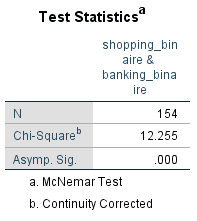 Test Statistics a
shopping_bin
aire &
banking_bina
ire
N 154
Chi-Square b 12.255
Asymp. Sig. .000
a. McNemar Test
b. Continuity Corrected